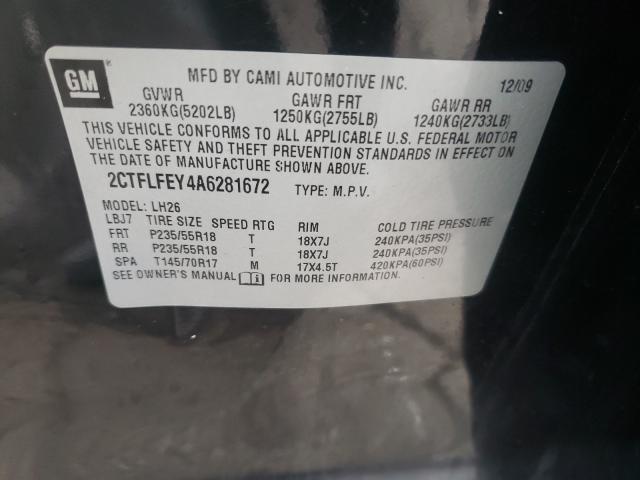 GM
MFD BY CAMI AUTOMOTIVE INC. 12/09
GVWR GAWR FRT GAWR RR
2360KG(5202LB) 1250KG(2755LB) 1240KG(2733LB)
THIS VEHICLE CONFORMS TO ALL APPLICABLE U.S. FEDERAL MOTOR
VEHICLE SAFETY AND THEFT PREVENTION STANDARDS IN EFFECT ON
THE DATE OF MANUFACTURE SHOWN ABOVE.
2CTFLFEY4A6281672 TYPE: M.P.V.
MODEL: LH26
LBJ7 TIRE SIZE SPEED RTG RIM COLD TIRE PRESSURE
FRT P235/55R18 T 18X7J 240KPA(35PSI)
RR P235/55R18 T 18X7J 240KPA(35PSI)
SPA T145/70R17 M 17X4.5T 420KPA(60PSI)
SEE OWNER'S MANUAL FOR MORE INFORMATION.